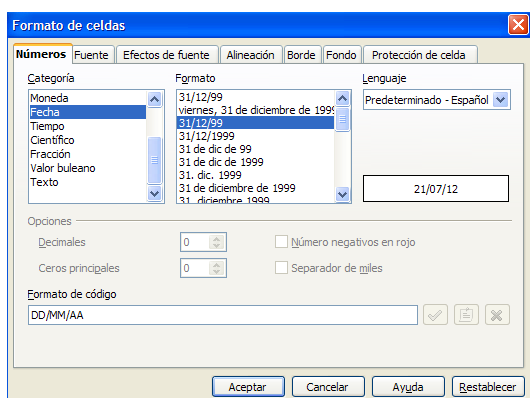 Formato de celdas
Números Fuente Efectos de fuente Alineación Borde Fondo Protección de celda
Categoría Formato Lenguaje
Moneda
Fecha
Tiempo
Científico
Fracción
Valor buleano
Texto
31/12/99
viernes, 31 de diciembre de 1999
31/12/99
31/12/1999
31 de dic de 99
31 de dic de 1999
31. dic. 1999
31 de diciembre de 1999
31. diciembre 1999
Predeterminado - Español
21/07/12
Opciones
Decimales 0 Número negativos en rojo
Ceros principales 0 Separador de miles
Formato de código
DD/MM/AA
Aceptar Cancelar Ayuda Restablecer